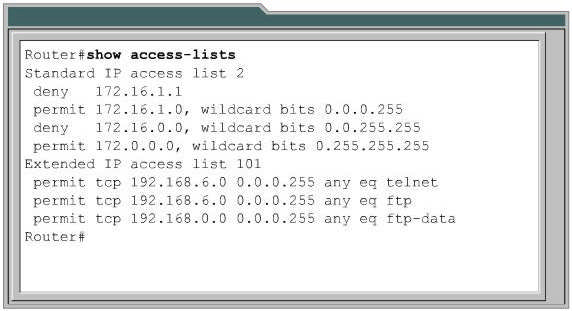 Router#show access-lists
Standard IP access list 2
deny 172.16.1.1
permit 172.16.1.0, wildcard bits 0.0.0.255
deny 172.16.0.0, wildcard bits 0.0.255.255
permit 172.0.0.0, wildcard bits 0.255.255.255
Extended IP access list 101
permit tcp 192.168.6.0 0.0.0.255 any eq telnet
permit tcp 192.168.6.0 0.0.0.255 any eq ftp
permit tcp 192.168.0.0 0.0.0.255 any eq ftp-data
Router#